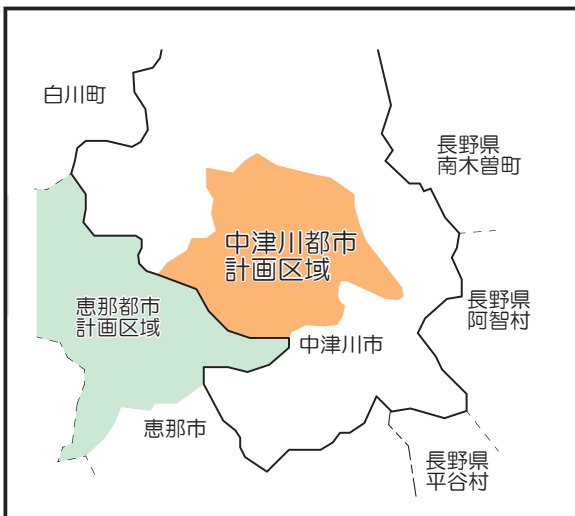 白川町
長野県
南木曽町
中津川都市
計画区域
恵那都市
計画区域
長野県
阿智村
中津川市
恵那市
長野県
平谷村